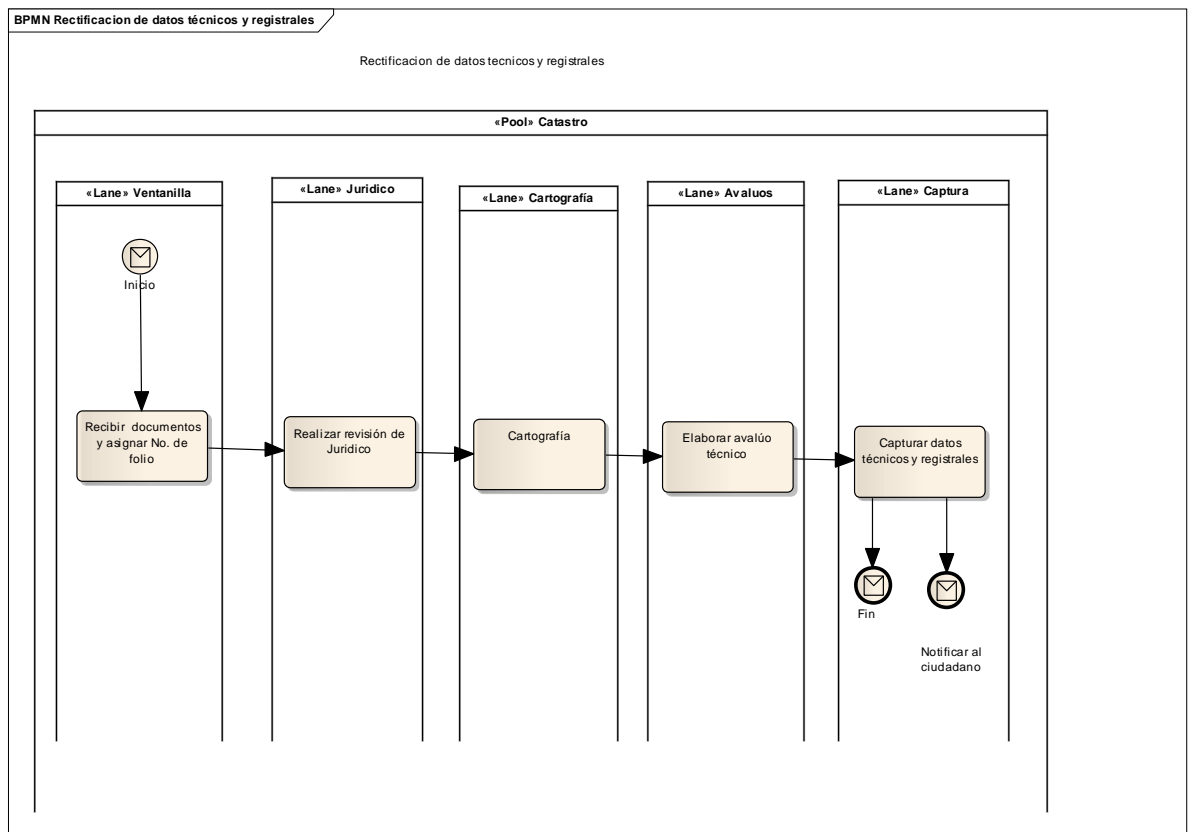 BPMN Rectificacion de datos técnicos y registrales
Rectificacion de datos tecnicos y registrales
«Pool» Catastro
«Lane» Ventanilla
«Lane» Juridico
«Lane» Cartografía
«Lane» Avaluos
«Lane» Captura
Inicio
Recibir documentos
y asignar No. de
folio
Realizar revisión de
Juridico
Cartografía
Elaborar avalúo
técnico
Capturar datos
técnicos y registrales
Fin
Notificar al
ciudadano